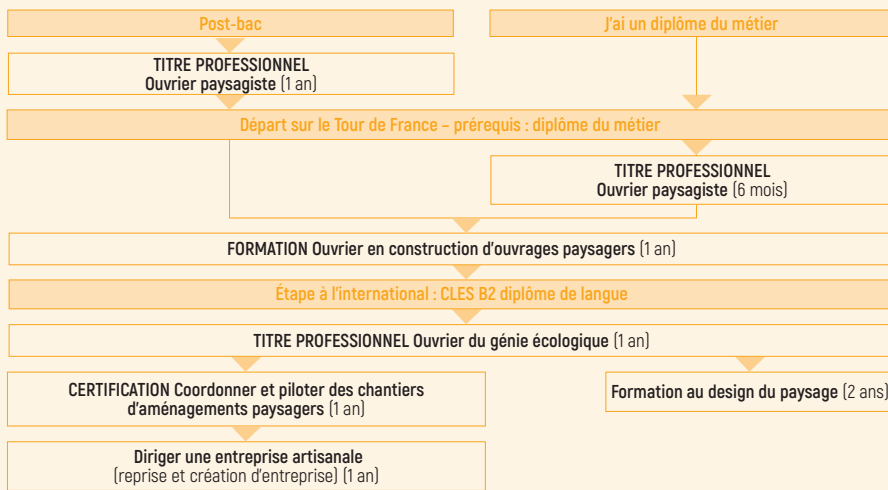 Post-bac
J'ai un diplôme du métier
TITRE PROFESSIONNEL
Ouvrier paysagiste (1 an)
Départ sur le Tour de France – prérequis : diplôme du métier
TITRE PROFESSIONNEL
Ouvrier paysagiste (6 mois)
FORMATION Ouvrier en construction d'ouvrages paysagers (1 an)
Étape à l'international : CLES B2 diplôme de langue
TITRE PROFESSIONNEL Ouvrier du génie écologique (1 an)
CERTIFICATION Coordonner et piloter des chantiers
d'aménagements paysagers (1 an)
Formation au design du paysage (2 ans)
Diriger une entreprise artisanale
(reprise et création d'entreprise) (1 an)